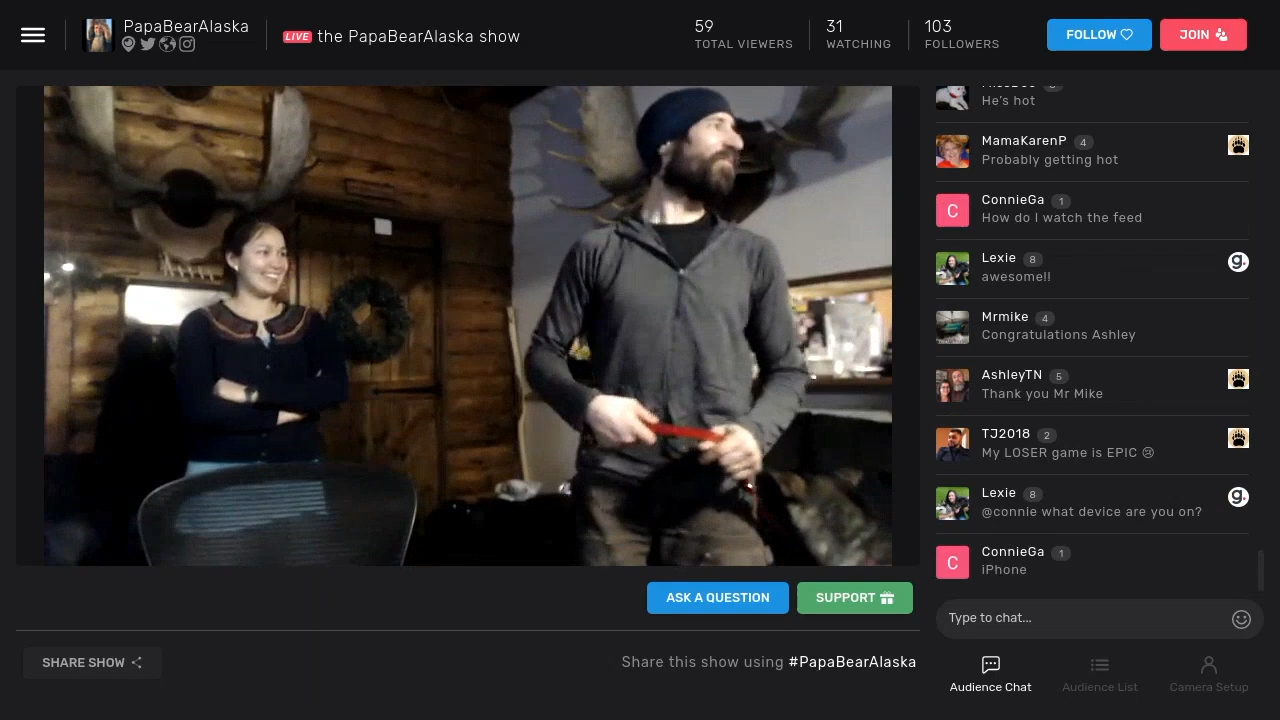 PapaBearAlaska
LIVE the PapaBearAlaska show
59
TOTAL VIEWERS
31
WATCHING
103
FOLLOWERS
FOLLOW
JOIN
He's hot
MamaKarenP 4
Probably getting hot
C
ConnieGa 1
How do I watch the feed
Lexie 8
g.
awesome!!
Mrmike 4
Congratulations Ashley
AshleyTN 5
Thank you Mr Mike
TJ2018 2
My LOSER game is EPIC 😢
Lexie 8
g.
@connie what device are you on?
C
ConnieGa 1
iPhone
ASK A QUESTION
SUPPORT
Type to chat...
SHARE SHOW
Share this show using #PapaBearAlaska
Audience Chat
Audience List
Camera Setup